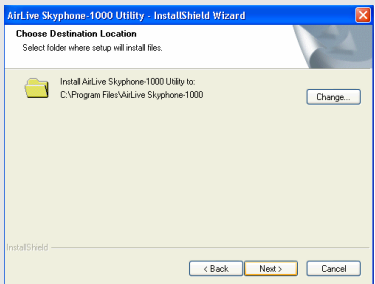 AirLive Skyphone-1000 Utility - InstallShield Wizard
Choose Destination Location
Select folder where setup will install files.
Install AirLive Skyphone-1000 Utility to:
C:\Program Files\AirLive Skyphone-1000
Change...
InstallShield
< Back
Next >
Cancel